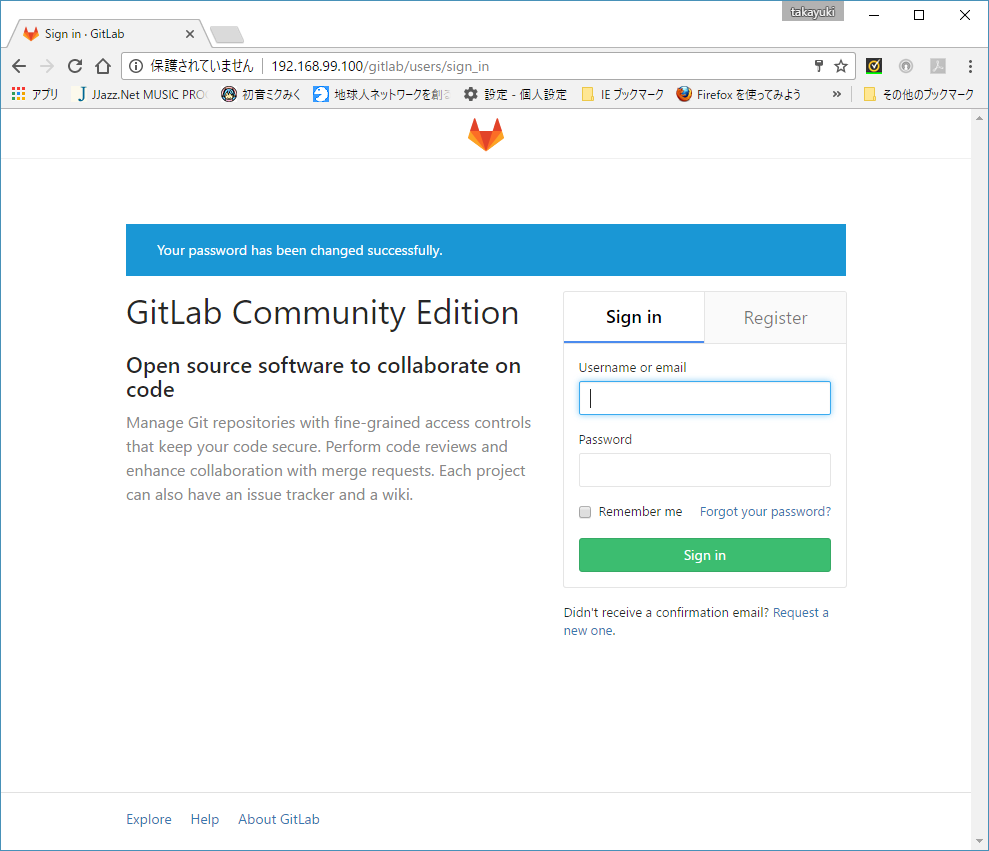 takayuki
Sign in · GitLab
保護されていません 192.168.99.100/gitlab/users/sign_in
アプリ JJazz.Net MUSIC PRO 初音ミクみく 地球人ネットワークを創る 設定 - 個人設定 IE ブックマーク Firefox を使ってみよう » その他のブックマーク
Your password has been changed successfully.
GitLab Community Edition
Open source software to collaborate on
code
Manage Git repositories with fine-grained access controls
that keep your code secure. Perform code reviews and
enhance collaboration with merge requests. Each project
can also have an issue tracker and a wiki.
Sign in Register
Username or email
Password
Remember me Forgot your password?
Sign in
Didn't receive a confirmation email? Request a
new one.
Explore Help About GitLab